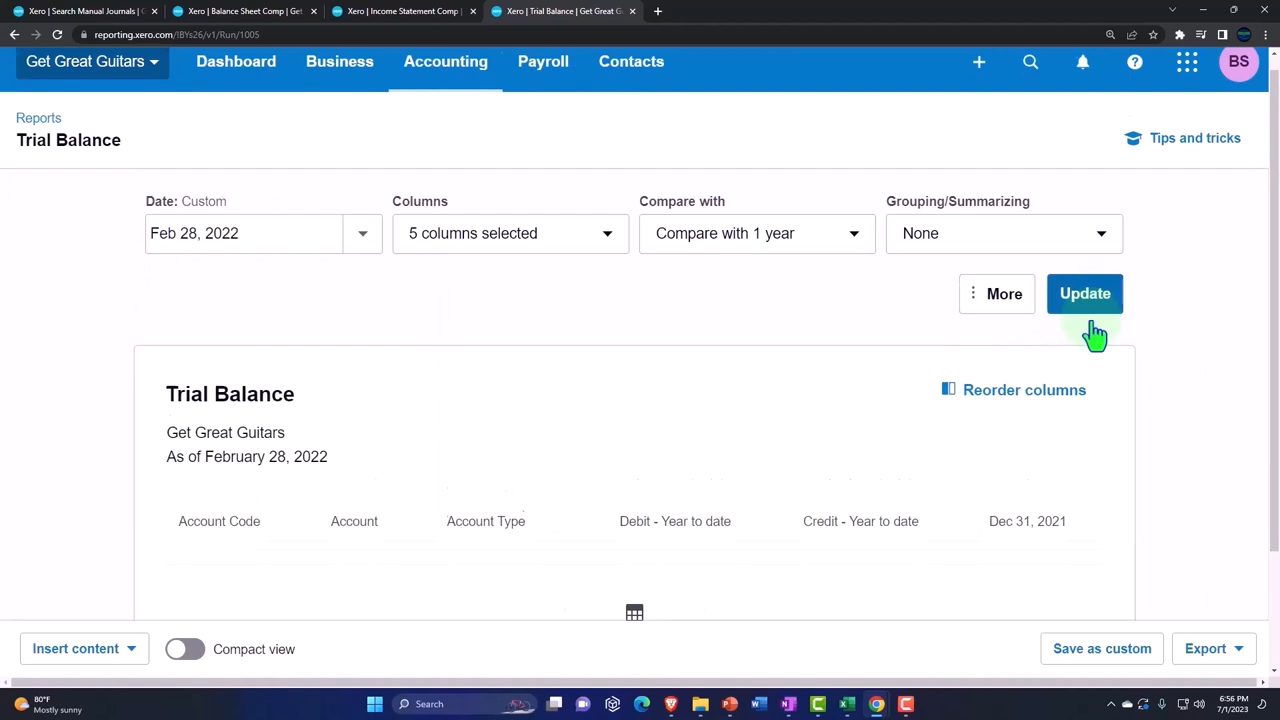 Xero | Search Manual Journals | G
Xero | Balance Sheet Comp | Get
Xero | Income Statement Comp |
Xero | Trial Balance | Get Great G
reporting.xero.com/!BYs26/v1/Run/1005
Get Great Guitars
Dashboard
Business
Accounting
Payroll
Contacts
BS
Reports
Trial Balance
Tips and tricks
Date: Custom
Columns
Compare with
Grouping/Summarizing
Feb 28, 2022
5 columns selected
Compare with 1 year
None
More
Update
Trial Balance
Reorder columns
Get Great Guitars
As of February 28, 2022
Account Code
Account
Account Type
Debit - Year to date
Credit - Year to date
Dec 31, 2021
Insert content
Compact view
Save as custom
Export
80°F
Mostly sunny
Search
6:56 PM
7/1/2023